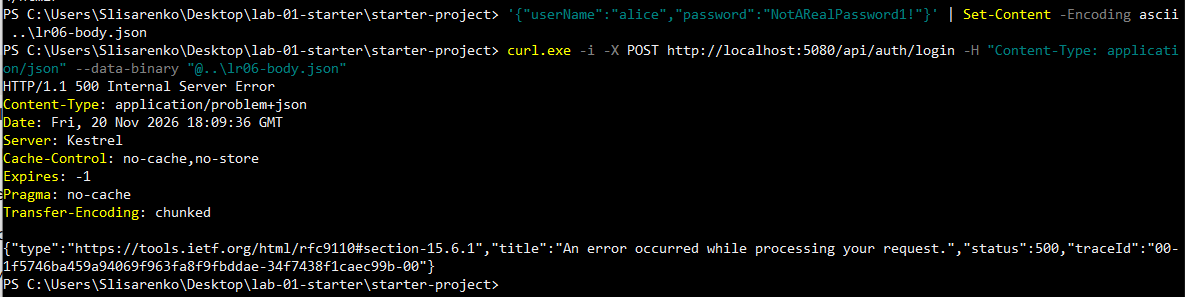 PS C:\Users\Slisarenko\Desktop\lab-01-starter\starter-project> '{"userName":"alice","password":"NotARealPassword1!"}' | Set-Content -Encoding ascii
..\lr06-body.json
PS C:\Users\Slisarenko\Desktop\lab-01-starter\starter-project> curl.exe -i -X POST http://localhost:5080/api/auth/login -H "Content-Type: applicati
on/json" --data-binary "@..\lr06-body.json"
HTTP/1.1 500 Internal Server Error
Content-Type: application/problem+json
Date: Fri, 20 Nov 2026 18:09:36 GMT
Server: Kestrel
Cache-Control: no-cache,no-store
Expires: -1
Pragma: no-cache
Transfer-Encoding: chunked
{"type":"https://tools.ietf.org/html/rfc9110#section-15.6.1","title":"An error occurred while processing your request.","status":500,"traceId":"00-
1f5746ba459a94069f963fa8f9fbddae-34f7438f1caec99b-00"}
PS C:\Users\Slisarenko\Desktop\lab-01-starter\starter-project>